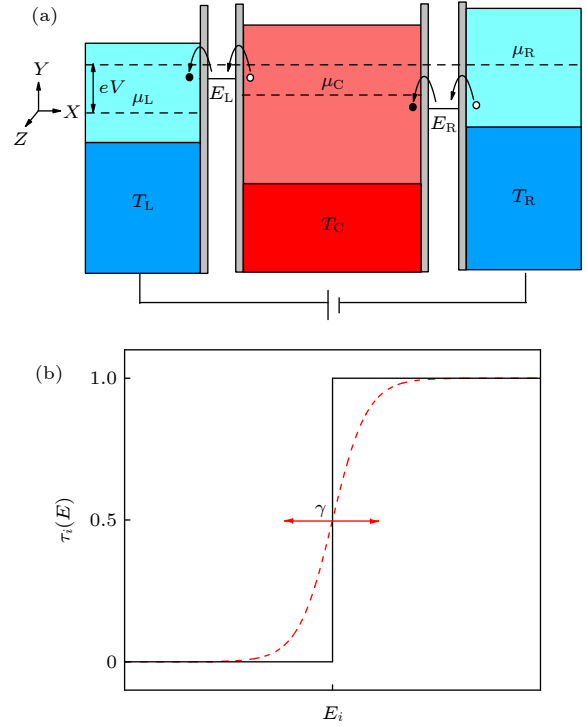 (a)
Y
eV
X
Z
μL
EL
μC
μR
ER
TL
TC
TR
(b)
1.0
0.5
0
γ
τi(E)
Ei